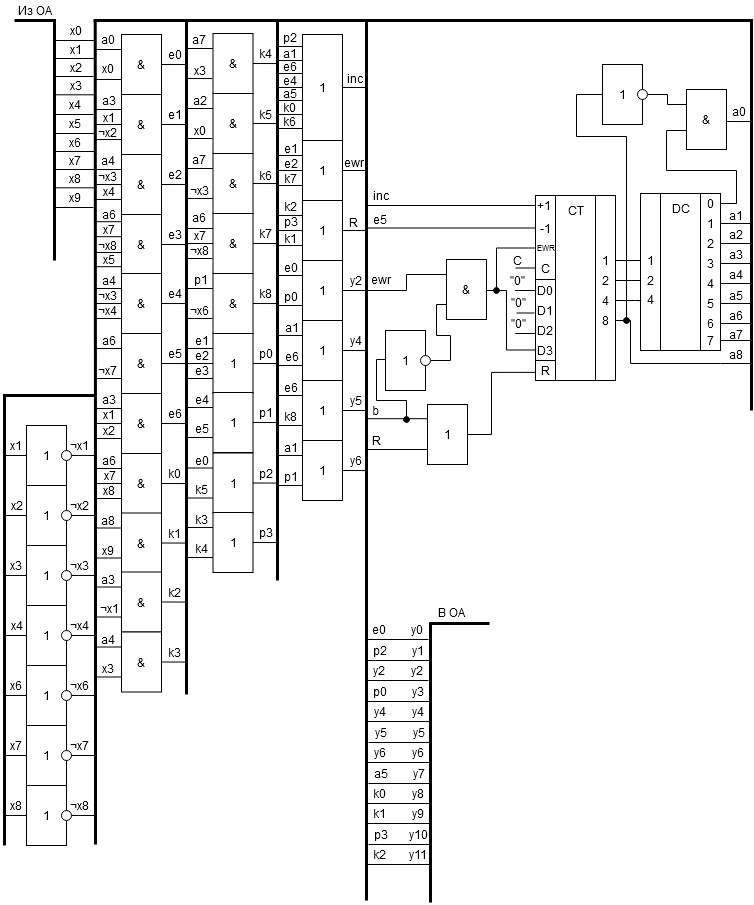 Из ОА
x0
x1
x2
x3
x4
x5
x6
x7
x8
x9
a0
x0
&
e0
a3
x1
¬x2
&
e1
a4
¬x3
x4
&
e2
a6
x7
¬x8
x5
&
e3
a4
¬x3
¬x4
&
e4
a6
¬x7
&
e5
a3
x1
x2
&
e6
a6
x7
x8
&
k0
a8
x9
&
k1
a3
¬x1
&
k2
a4
x3
&
k3
a7
x3
&
k4
a2
x0
&
k5
a7
¬x3
&
k6
a6
x7
¬x8
&
k7
p1
¬x6
&
k8
e1
e2
e3
1
p0
e4
e5
1
p1
e0
k5
1
p2
k3
k4
1
p3
p2
a1
e6
e4
a5
k0
k6
1
inc
e1
e2
k7
1
ewr
k2
p3
k1
1
R
e0
p0
1
y2
a1
e6
1
y4
e6
k8
1
y5
a1
p1
1
y6
inc
e5
ewr
b
R
&
1
1
C
"0"
"0"
"0"
+1
-1
EWR
C
D0
D1
D2
D3
R
CT
1
2
4
8
1
2
4
DC
0
1
2
3
4
5
6
7
1
&
a0
a1
a2
a3
a4
a5
a6
a7
a8
x1 1 ¬x1
x2 1 ¬x2
x3 1 ¬x3
x4 1 ¬x4
x6 1 ¬x6
x7 1 ¬x7
x8 1 ¬x8
В ОА
e0 y0
p2 y1
y2 y2
p0 y3
y4 y4
y5 y5
y6 y6
a5 y7
k0 y8
k1 y9
p3 y10
k2 y11